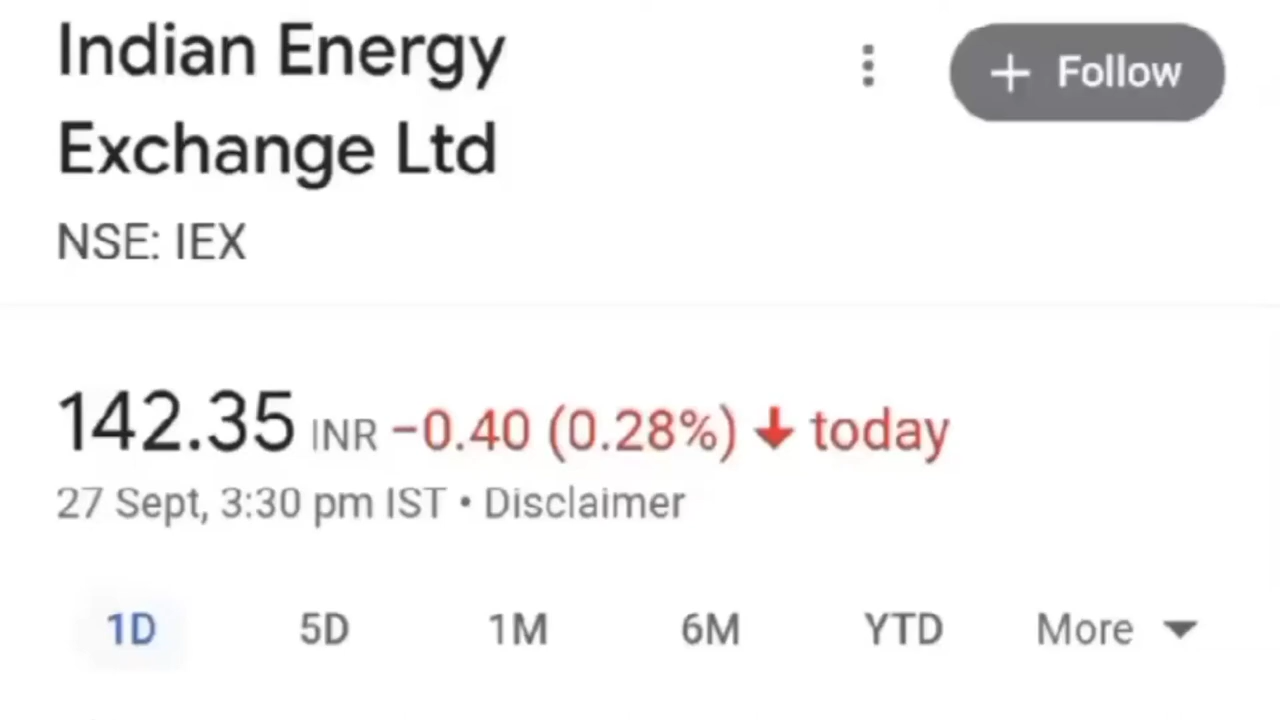 Indian Energy
Exchange Ltd
+ Follow
NSE: IEX
142.35 INR −0.40 (0.28%) ↓ today
27 Sept, 3:30 pm IST • Disclaimer
1D 5D 1M 6M YTD More